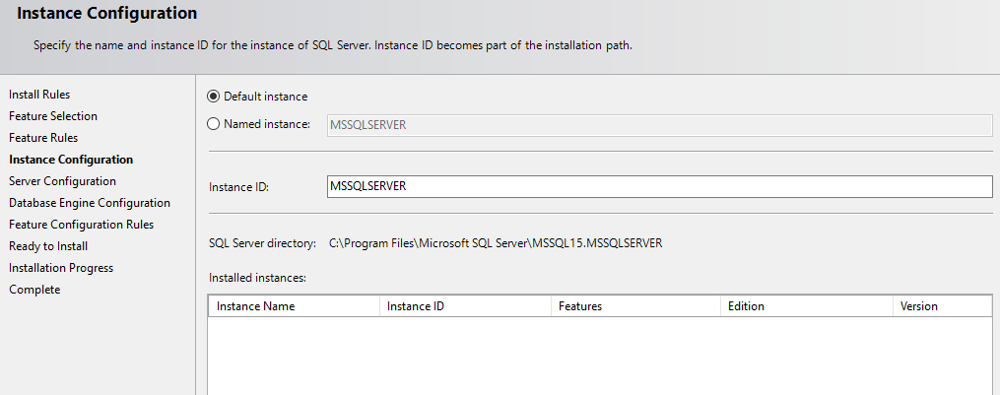 Instance Configuration
Specify the name and instance ID for the instance of SQL Server. Instance ID becomes part of the installation path.
Install Rules
Feature Selection
Feature Rules
Instance Configuration
Server Configuration
Database Engine Configuration
Feature Configuration Rules
Ready to Install
Installation Progress
Complete
Default instance
Named instance: MSSQLSERVER
Instance ID: MSSQLSERVER
SQL Server directory: C:\Program Files\Microsoft SQL Server\MSSQL15.MSSQLSERVER
Installed instances:
Instance Name Instance ID Features Edition Version